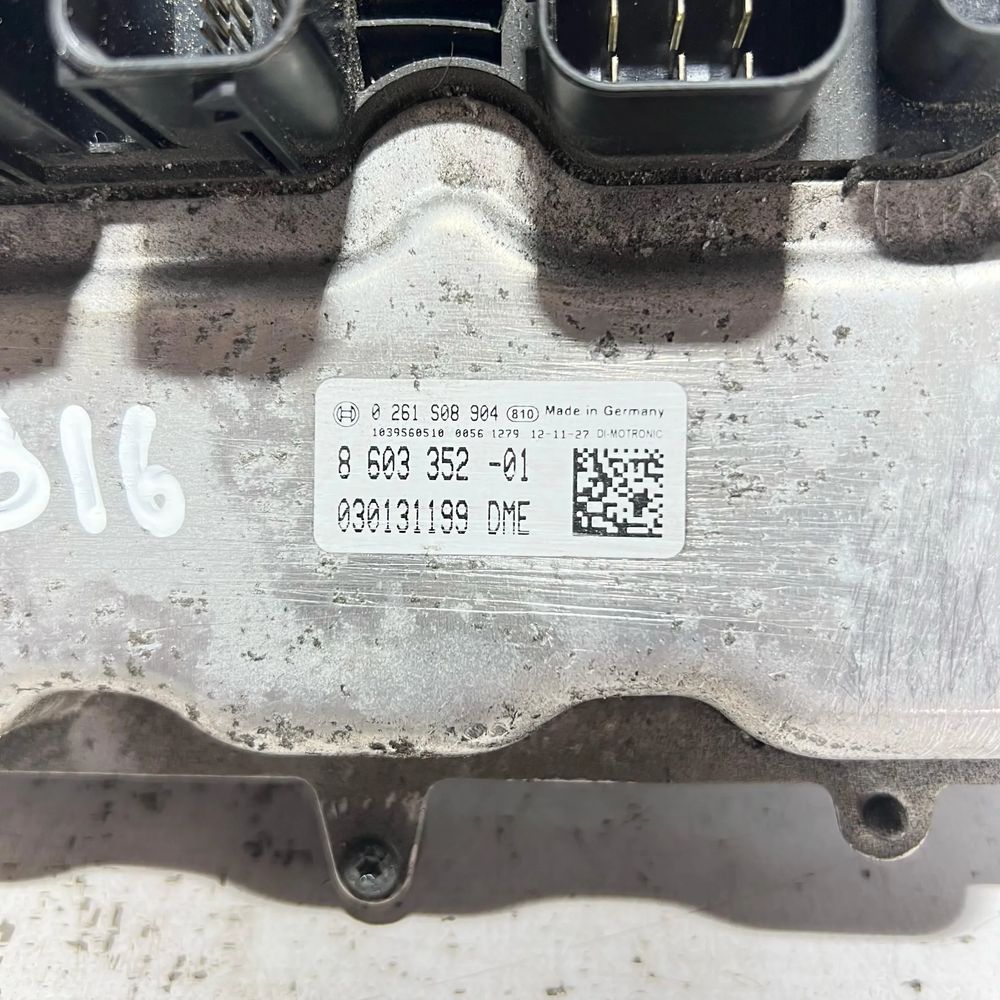 0 261 S08 904 810 Made in Germany
1039S60510 0056 1279 12-11-27 DI-MOTRONIC
8 603 352 -01
030131199 DME
316